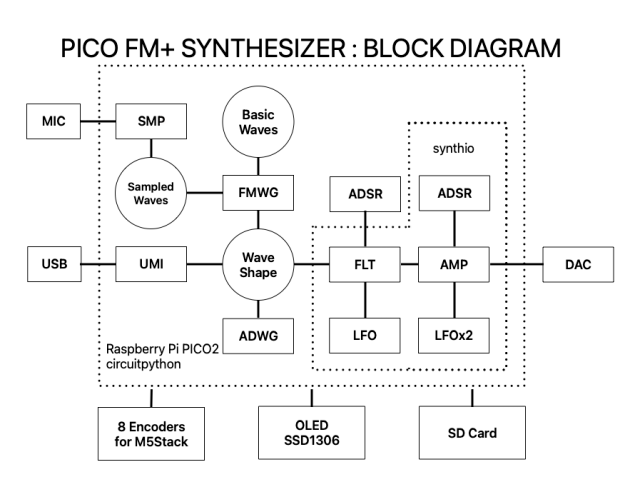 PICO FM+ SYNTHESIZER : BLOCK DIAGRAM
MIC
SMP
Basic
Waves
synthio
Sampled
Waves
FMWG
ADSR
ADSR
USB
UMI
Wave
Shape
FLT
AMP
DAC
ADWG
LFO
LFOx2
Raspberry Pi PICO2
circuitpython
8 Encoders
for M5Stack
OLED
SSD1306
SD Card